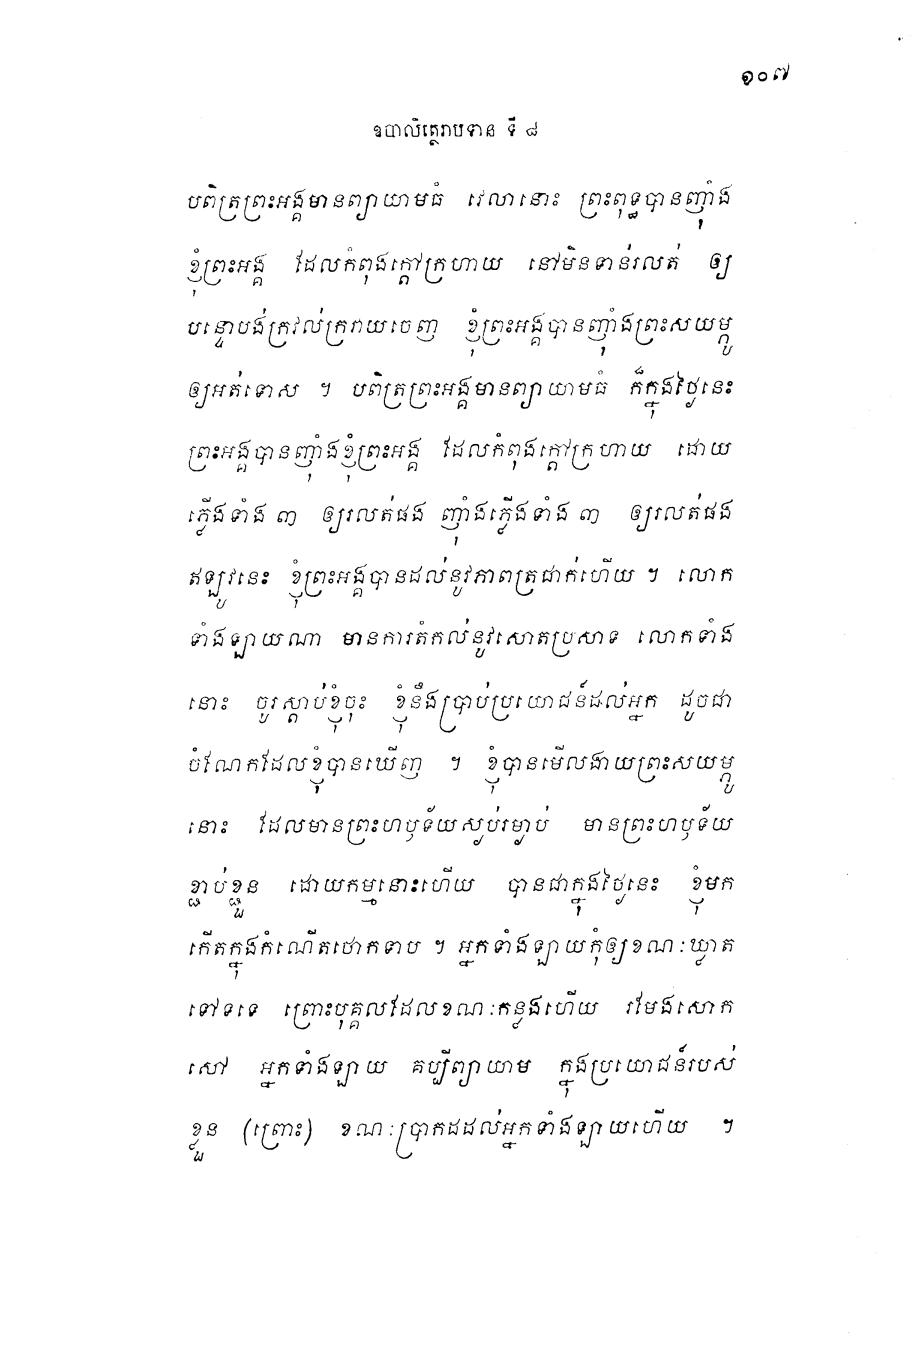 ១០៧
ឧបាលិត្ថេរាបទាន ទី ៨
បពិត្រព្រះអង្គមានព្យាយាមធំ វេលានោះ ព្រះពុទ្ធបានញ៉ាំង
ខ្ញុំព្រះអង្គ ដែលកំពុងក្តៅក្រហាយ នៅមិនទាន់រលត់ ឲ្យ
បន្ទោបង់ក្រវល់ក្រវាយចេញ ខ្ញុំព្រះអង្គបានញ៉ាំងព្រះសយម្ភូ
ឲ្យអត់ទោស ។ បពិត្រព្រះអង្គមានព្យាយាមធំ ក៏ក្នុងថ្ងៃនេះ
ព្រះអង្គបានញ៉ាំងខ្ញុំព្រះអង្គ ដែលកំពុងក្តៅក្រហាយ ដោយ
ភ្លើងទាំង ៣ ឲ្យរលត់ផង ញ៉ាំងភ្លើងទាំង ៣ ឲ្យរលត់ផង
ឥឡូវនេះ ខ្ញុំព្រះអង្គបានដល់នូវភាពត្រជាក់ហើយ ។ លោក
ទាំងឡាយណា មានការតំកល់នូវសោតប្រសាទ លោកទាំង
នោះ ចូរស្តាប់ខ្ញុំចុះ ខ្ញុំនឹងប្រាប់ប្រយោជន៍ដល់អ្នក ដូចជា
ចំណែកដែលខ្ញុំបានឃើញ ។ ខ្ញុំបានមើលងាយព្រះសយម្ភូ
នោះ ដែលមានព្រះហឫទ័យស្ងប់រម្ងាប់ មានព្រះហឫទ័យ
ខ្ជាប់ខ្ជួន ដោយកម្មនោះហើយ បានជាក្នុងថ្ងៃនេះ ខ្ញុំមក
កើតក្នុងកំណើតថោកទាប ។ អ្នកទាំងឡាយកុំឲ្យខណៈឃ្លាត
ទៅទទេ ព្រោះបុគ្គលដែលខណៈកន្លងហើយ រមែងសោក
សៅ អ្នកទាំងឡាយ គប្បីព្យាយាម ក្នុងប្រយោជន៍របស់
ខ្លួន (ព្រោះ) ខណៈប្រាកដដល់អ្នកទាំងឡាយហើយ ។